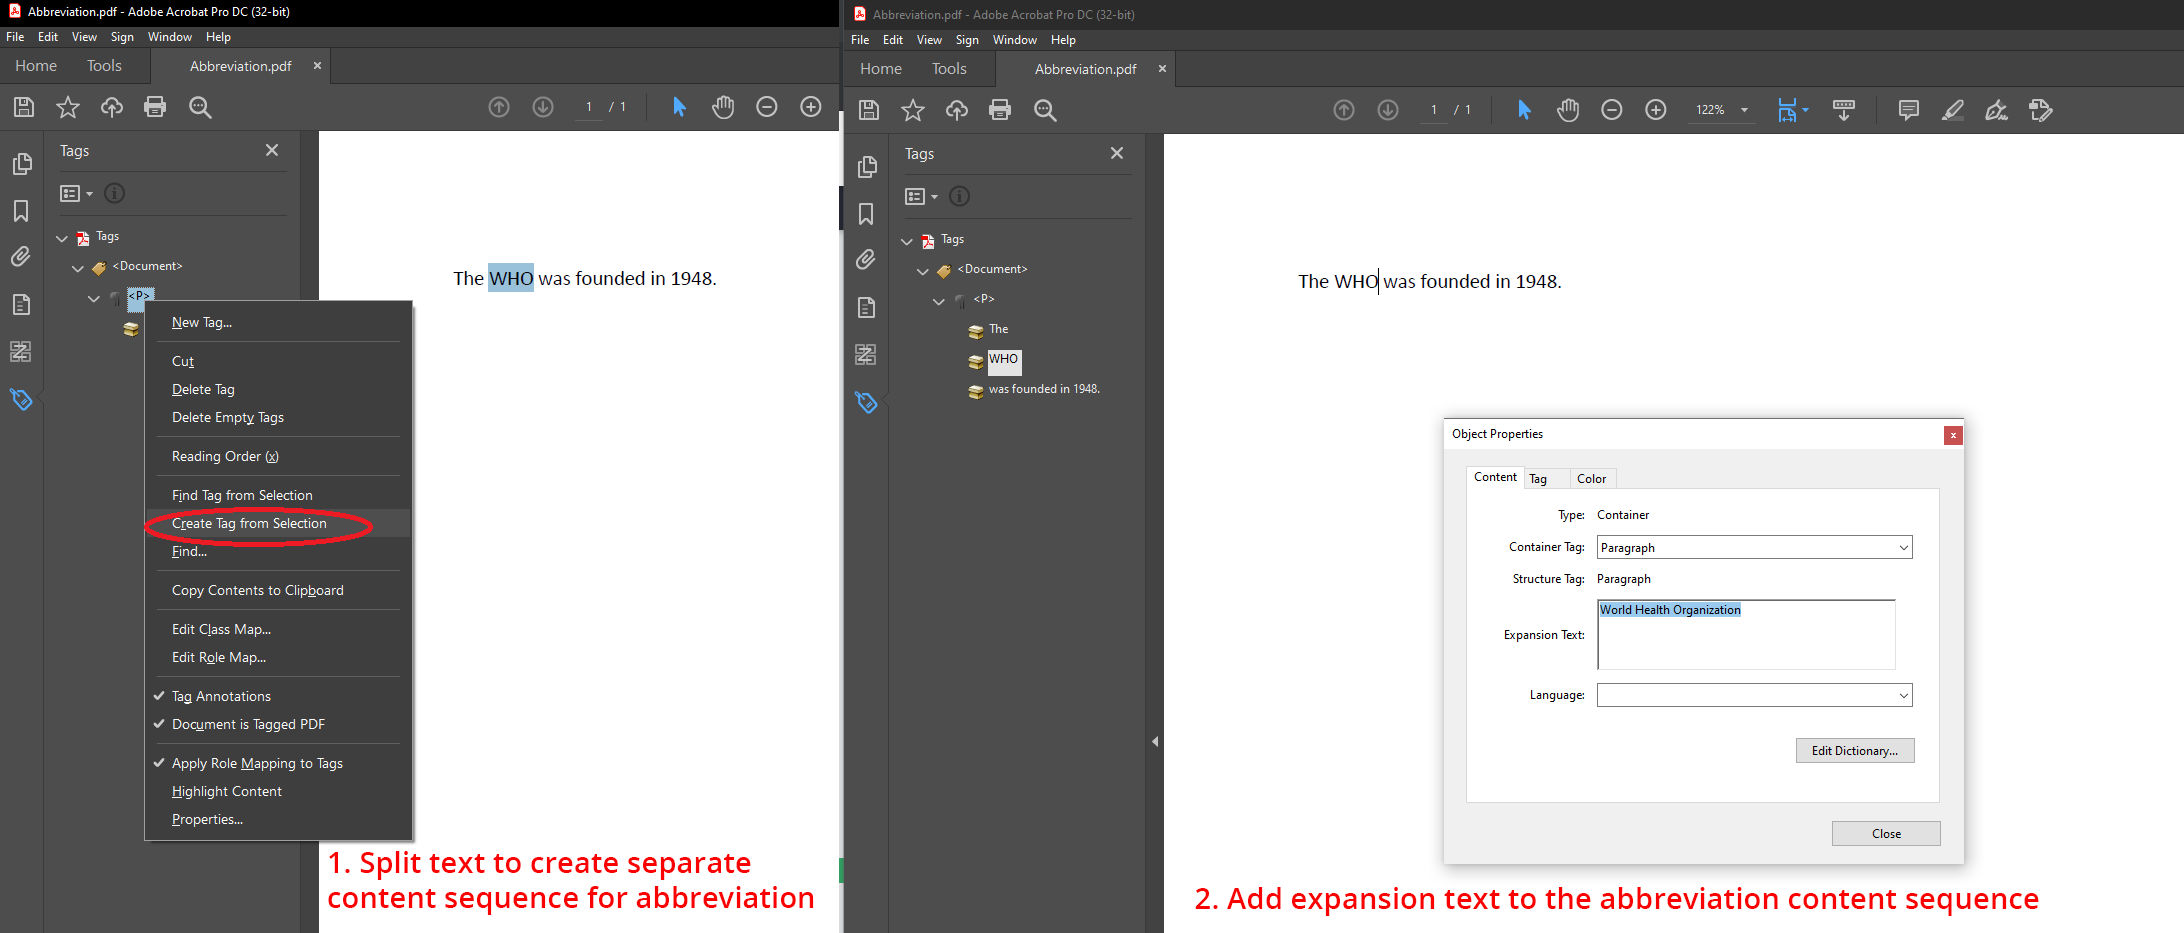 Abbreviation.pdf - Adobe Acrobat Pro DC (32-bit)
File Edit View Sign Window Help
Home Tools Abbreviation.pdf ×
1 / 1
Tags
Tags
<Document>
<P>
New Tag...
Cut
Delete Tag
Delete Empty Tags
Reading Order (x)
Find Tag from Selection
Create Tag from Selection
Find...
Copy Contents to Clipboard
Edit Class Map...
Edit Role Map...
Tag Annotations
Document is Tagged PDF
Apply Role Mapping to Tags
Highlight Content
Properties...
The WHO was founded in 1948.
1. Split text to create separate
content sequence for abbreviation
Abbreviation.pdf - Adobe Acrobat Pro DC (32-bit)
File Edit View Sign Window Help
Home Tools Abbreviation.pdf ×
1 / 1 122%
Tags
Tags
<Document>
<P>
The
WHO
was founded in 1948.
The WHO was founded in 1948.
Object Properties
Content Tag Color
Type: Container
Container Tag: Paragraph
Structure Tag: Paragraph
Expansion Text: World Health Organization
Language:
Edit Dictionary...
Close
2. Add expansion text to the abbreviation content sequence